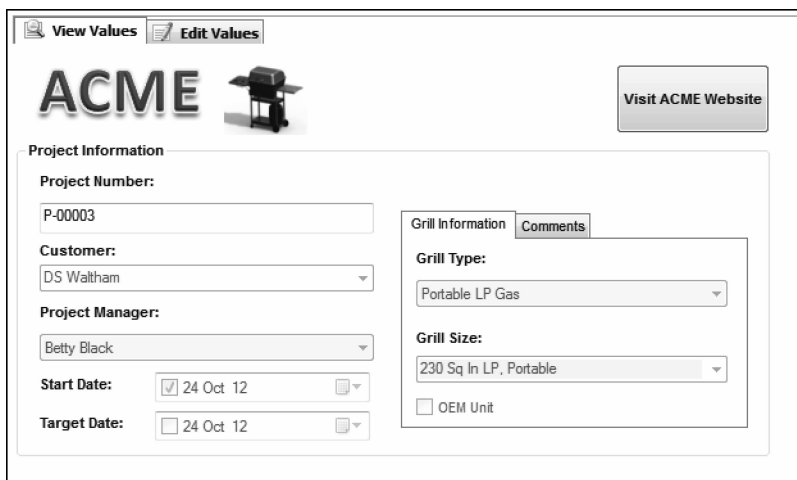 View Values
Edit Values
ACME
Visit ACME Website
Project Information
Project Number:
P-00003
Customer:
DS Waltham
Project Manager:
Betty Black
Start Date:
24 Oct 12
Target Date:
24 Oct 12
Grill Information
Comments
Grill Type:
Portable LP Gas
Grill Size:
230 Sq In LP, Portable
OEM Unit